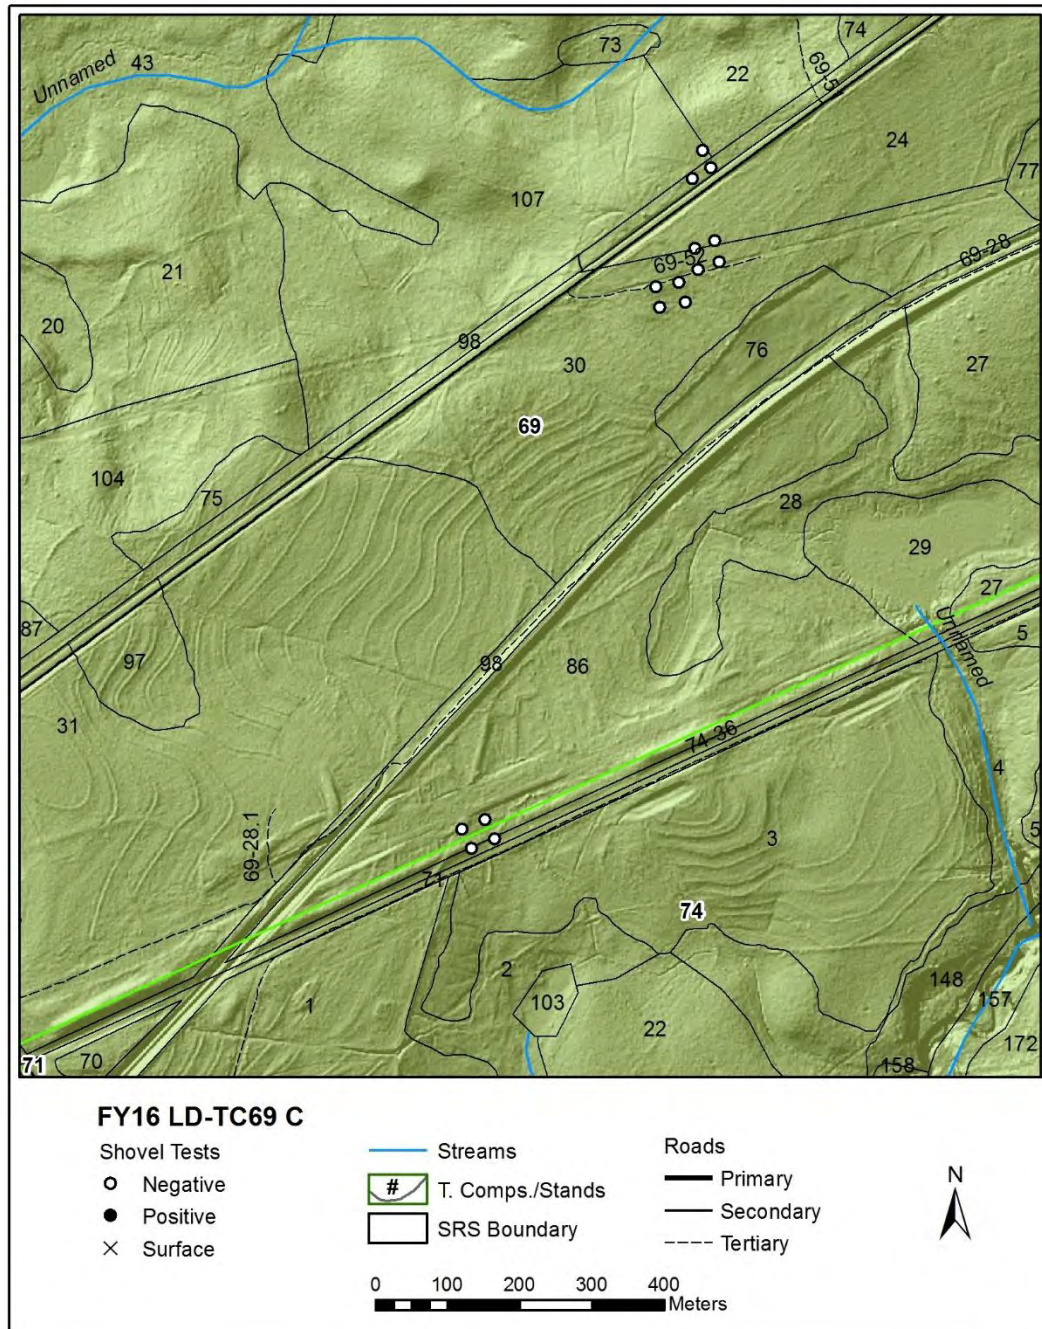 74
73
43
Unnamed
22
69-5
24
77
107
69-52
69-28
21
20
98
76
30
27
69
104
75
28
29
27
87
5
97
98
86
Unnamed
31
74-36
4
69-28.1
3
5
71
74
2
148
103
1
157
22
172
70
71
158
FY16 LD-TC69 C
Shovel Tests
Negative
Positive
Surface
Streams
#
T. Comps./Stands
SRS Boundary
Roads
Primary
Secondary
Tertiary
N
0 100 200 300 400
Meters